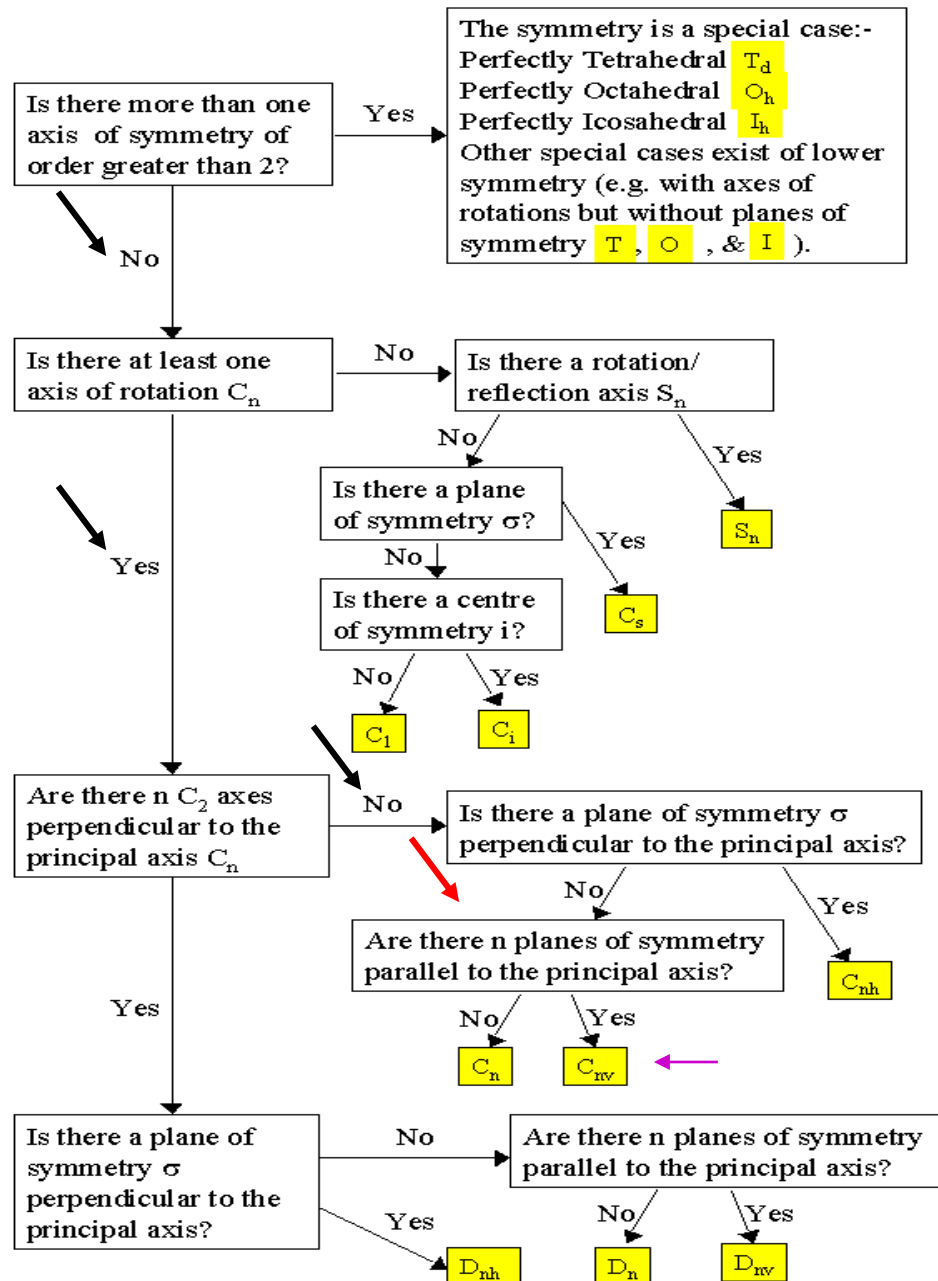 The symmetry is a special case:-
Perfectly Tetrahedral T_d
Perfectly Octahedral O_h
Perfectly Icosahedral I_h
Other special cases exist of lower
symmetry (e.g. with axes of
rotations but without planes of
symmetry T, O , & I ).
Is there more than one
axis of symmetry of
order greater than 2?
Yes
No
Is there at least one
axis of rotation C_n
No
Is there a rotation/
reflection axis S_n
No
Yes
Is there a plane
of symmetry σ?
S_n
Yes
No
Yes
Is there a centre
of symmetry i?
C_s
No
Yes
C_1
C_i
Are there n C_2 axes
perpendicular to the
principal axis C_n
No
Is there a plane of symmetry σ
perpendicular to the principal axis?
No
Yes
Are there n planes of symmetry
parallel to the principal axis?
C_nh
Yes
No
Yes
C_n
C_nv
Is there a plane of
symmetry σ
perpendicular to the
principal axis?
No
Are there n planes of symmetry
parallel to the principal axis?
Yes
No
Yes
D_nh
D_n
D_nv